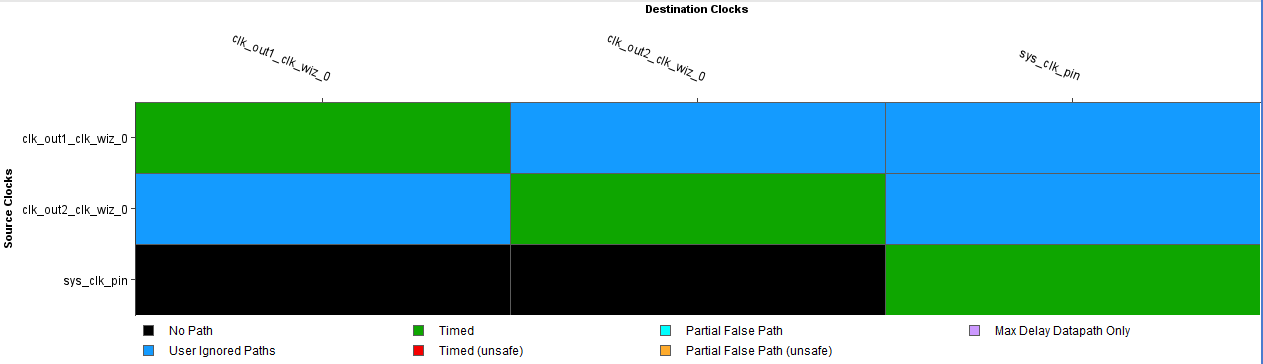 Destination Clocks
clk_out1_clk_wiz_0
clk_out2_clk_wiz_0
sys_clk_pin
Source Clocks
clk_out1_clk_wiz_0
clk_out2_clk_wiz_0
sys_clk_pin
No Path
Timed
Partial False Path
Max Delay Datapath Only
User Ignored Paths
Timed (unsafe)
Partial False Path (unsafe)